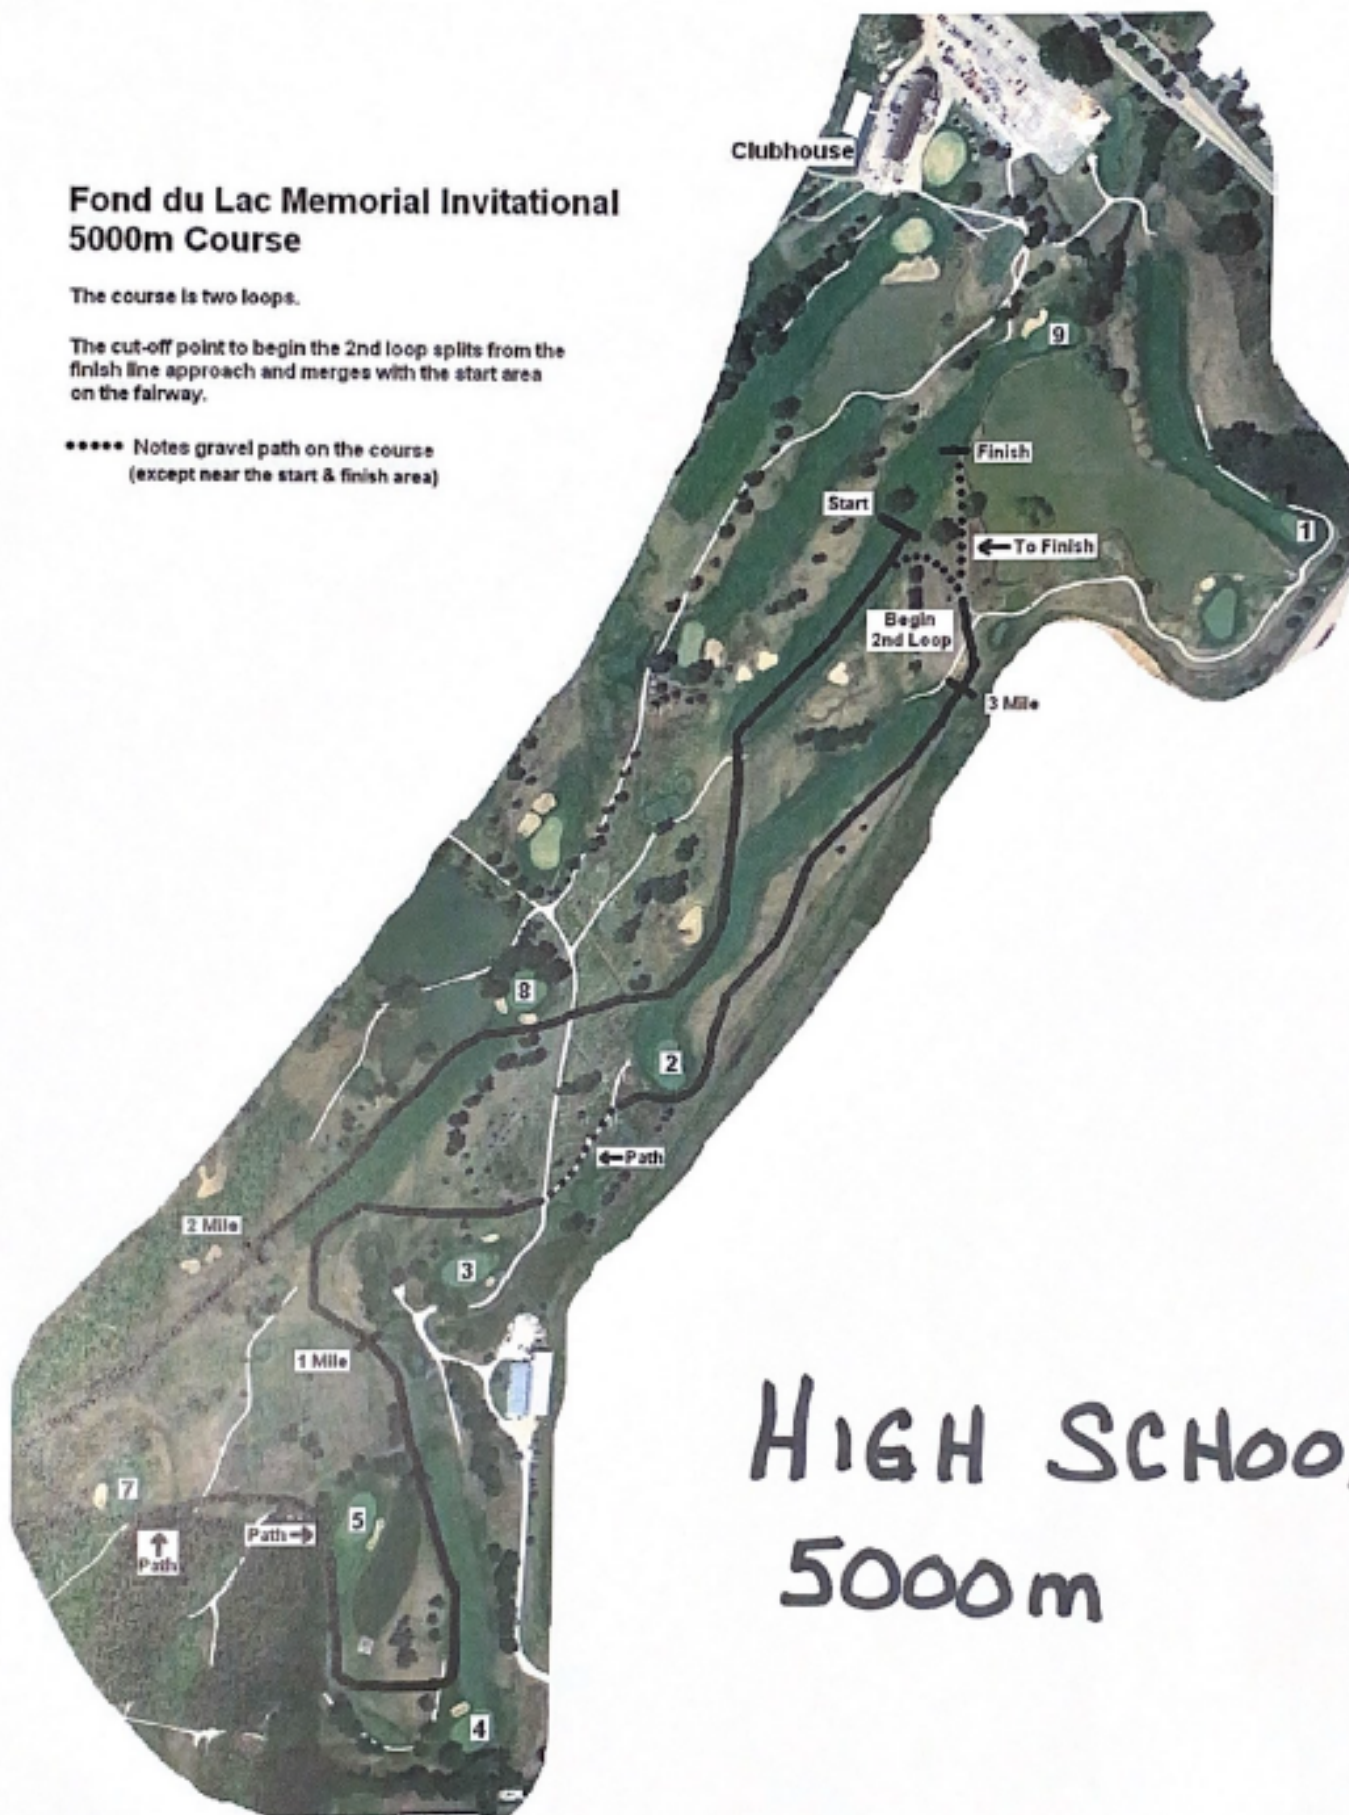 Clubhouse
Fond du Lac Memorial Invitational
5000m Course
The course is two loops.
The cut-off point to begin the 2nd loop splits from the
finish line approach and merges with the start area
on the fairway.
••••• Notes gravel path on the course
(except near the start & finish area)
9
Finish
Start
1
← To Finish
Begin
2nd Loop
3 Mile
8
2
←Path
2 Mile
3
1 Mile
7
5
Path→
↑
Path
4
HIGH SCHOO
5000m